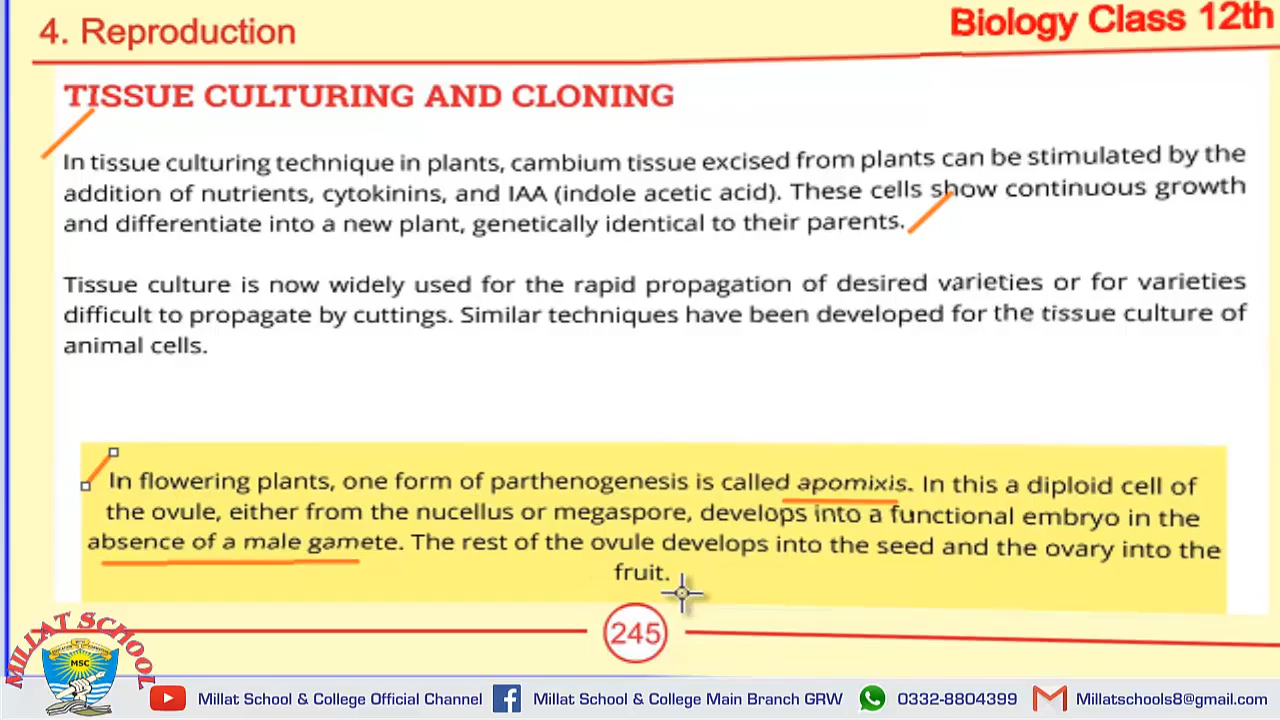 4. Reproduction
Biology Class 12th
TISSUE CULTURING AND CLONING
In tissue culturing technique in plants, cambium tissue excised from plants can be stimulated by the
addition of nutrients, cytokinins, and IAA (indole acetic acid). These cells show continuous growth
and differentiate into a new plant, genetically identical to their parents.
Tissue culture is now widely used for the rapid propagation of desired varieties or for varieties
difficult to propagate by cuttings. Similar techniques have been developed for the tissue culture of
animal cells.
In flowering plants, one form of parthenogenesis is called apomixis. In this a diploid cell of
the ovule, either from the nucellus or megaspore, develops into a functional embryo in the
absence of a male gamete. The rest of the ovule develops into the seed and the ovary into the
fruit.
245
MILLAT SCHOOL
MSC
Millat School & College Official Channel
Millat School & College Main Branch GRW
0332-8804399
Millatschools8@gmail.com